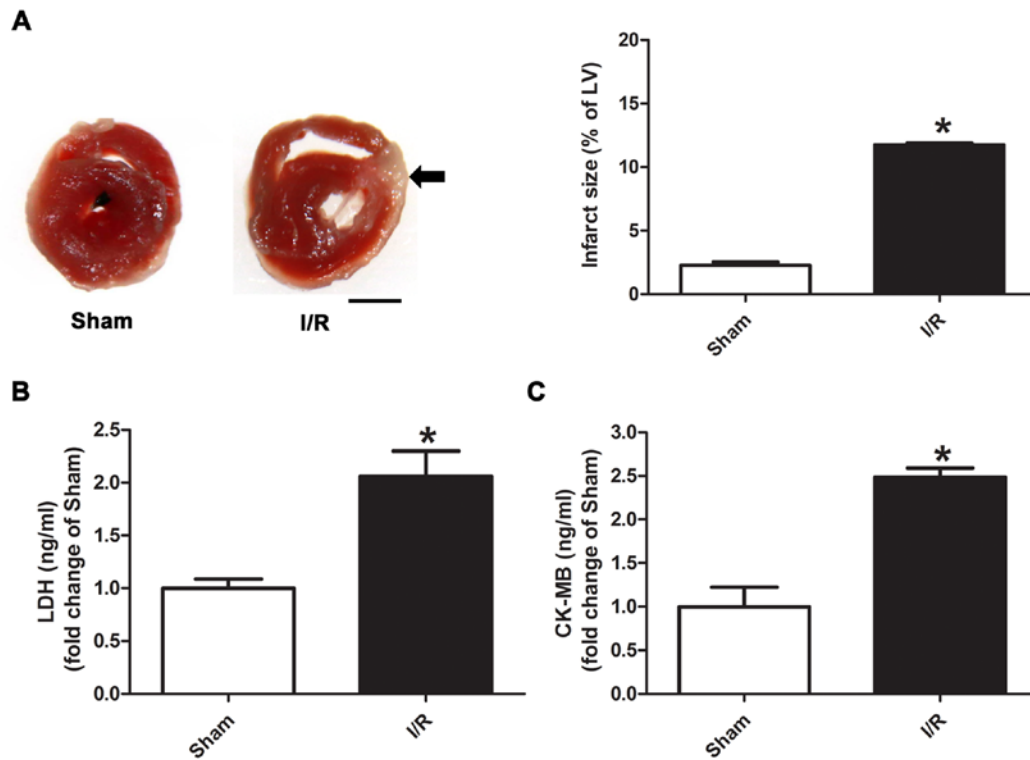 A
Sham
I/R
Infarct size (% of LV)
20
15
10
5
0
*
Sham
I/R
B
LDH (ng/ml)
(fold change of Sham)
2.5
2.0
1.5
1.0
0.5
0.0
*
Sham
I/R
C
CK-MB (ng/ml)
(fold change of Sham)
3.0
2.5
2.0
1.5
1.0
0.5
0.0
*
Sham
I/R